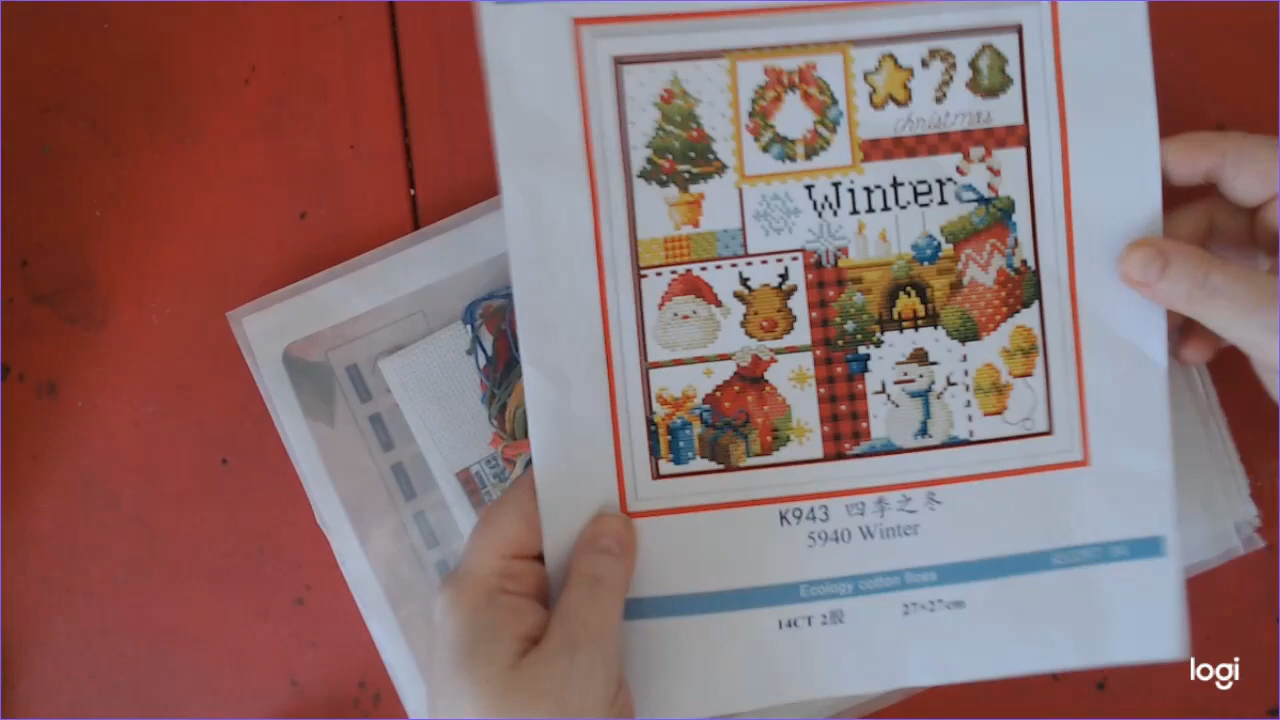 christmas
Winter
K943 四季之冬
5940 Winter
Ecology cotton floss
14CT 2股 27×27cm
logi